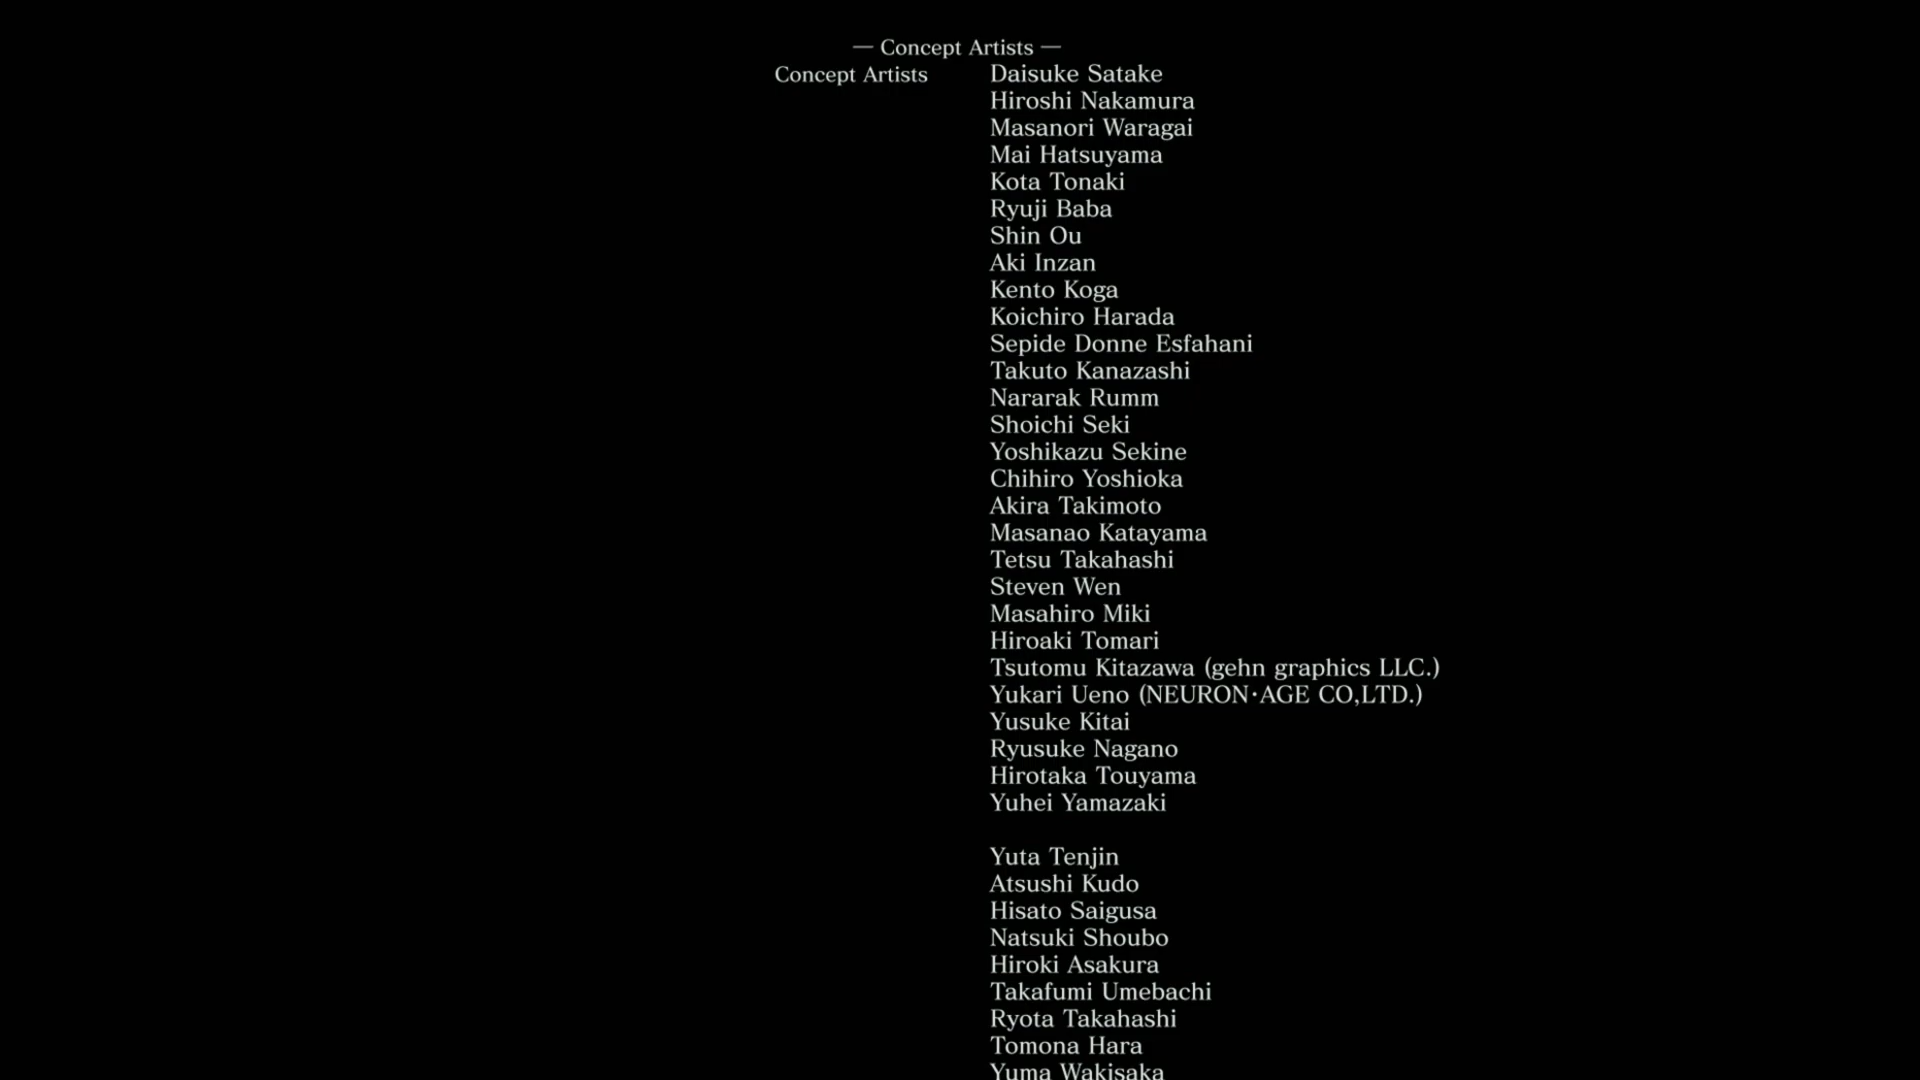 — Concept Artists —
Concept Artists Daisuke Satake
Hiroshi Nakamura
Masanori Waragai
Mai Hatsuyama
Kota Tonaki
Ryuji Baba
Shin Ou
Aki Inzan
Kento Koga
Koichiro Harada
Sepide Donne Esfahani
Takuto Kanazashi
Nararak Rumm
Shoichi Seki
Yoshikazu Sekine
Chihiro Yoshioka
Akira Takimoto
Masanao Katayama
Tetsu Takahashi
Steven Wen
Masahiro Miki
Hiroaki Tomari
Tsutomu Kitazawa (gehn graphics LLC.)
Yukari Ueno (NEURON・AGE CO,LTD.)
Yusuke Kitai
Ryusuke Nagano
Hirotaka Touyama
Yuhei Yamazaki
Yuta Tenjin
Atsushi Kudo
Hisato Saigusa
Natsuki Shoubo
Hiroki Asakura
Takafumi Umebachi
Ryota Takahashi
Tomona Hara
Yuma Wakisaka